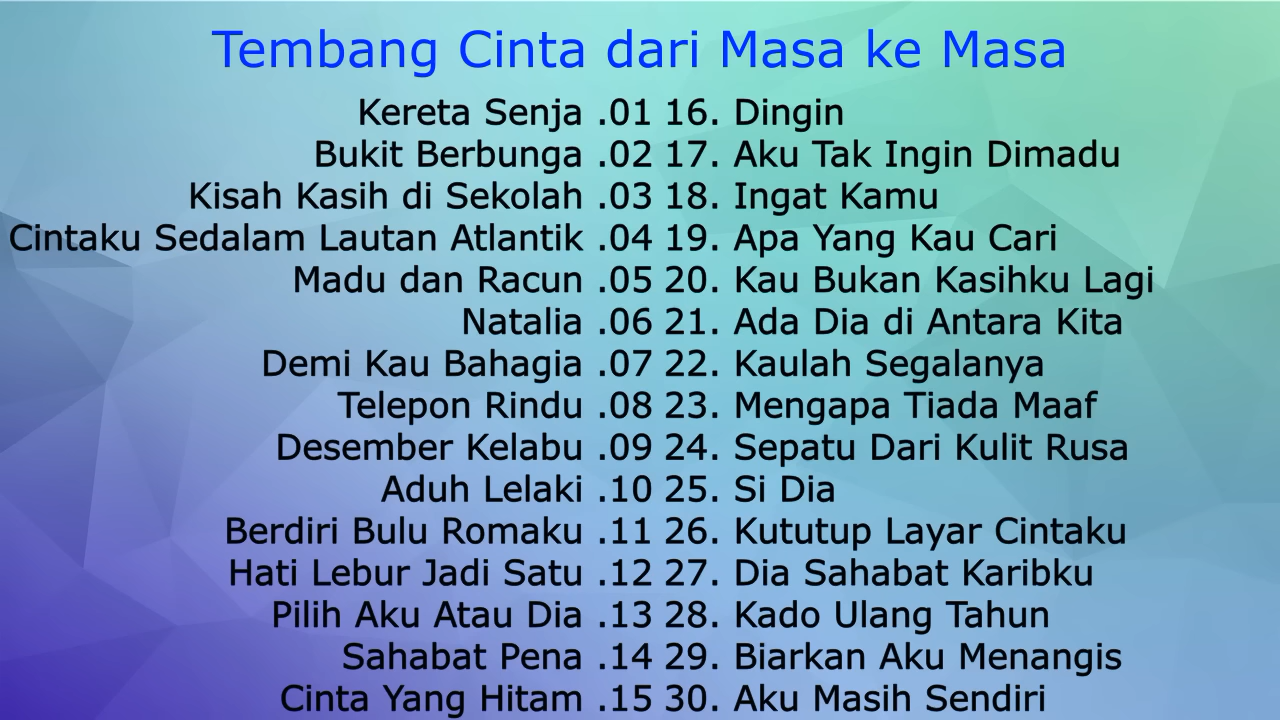 Tembang Cinta dari Masa ke Masa
Kereta Senja .01
Bukit Berbunga .02
Kisah Kasih di Sekolah .03
Cintaku Sedalam Lautan Atlantik .04
Madu dan Racun .05
Natalia .06
Demi Kau Bahagia .07
Telepon Rindu .08
Desember Kelabu .09
Aduh Lelaki .10
Berdiri Bulu Romaku .11
Hati Lebur Jadi Satu .12
Pilih Aku Atau Dia .13
Sahabat Pena .14
Cinta Yang Hitam .15
16. Dingin
17. Aku Tak Ingin Dimadu
18. Ingat Kamu
19. Apa Yang Kau Cari
20. Kau Bukan Kasihku Lagi
21. Ada Dia di Antara Kita
22. Kaulah Segalanya
23. Mengapa Tiada Maaf
24. Sepatu Dari Kulit Rusa
25. Si Dia
26. Kututup Layar Cintaku
27. Dia Sahabat Karibku
28. Kado Ulang Tahun
29. Biarkan Aku Menangis
30. Aku Masih Sendiri